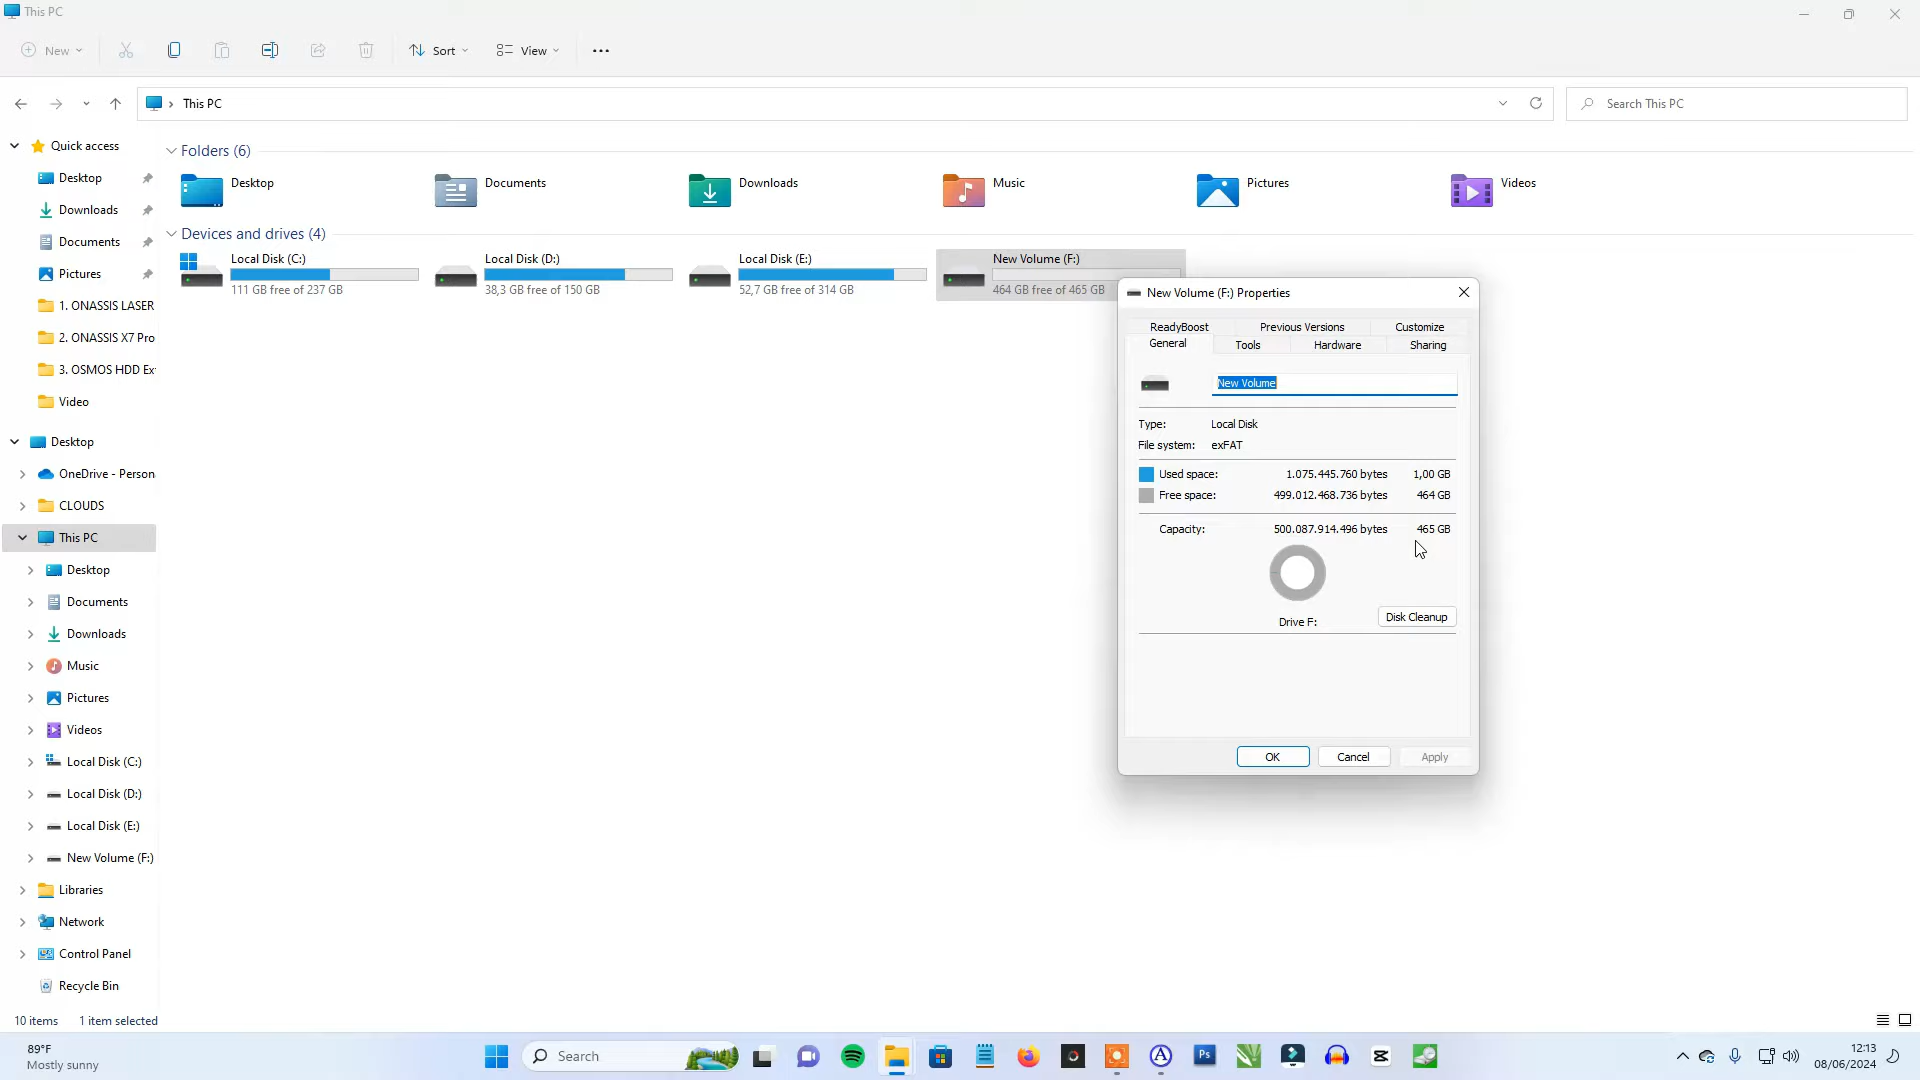 This PC
New
Sort
View
This PC
Search This PC
Quick access
Desktop
Downloads
Documents
Pictures
1. ONASSIS LASER
2. ONASSIS X7 Pro
3. OSMOS HDD Ex
Video
Desktop
OneDrive - Person
CLOUDS
This PC
Desktop
Documents
Downloads
Music
Pictures
Videos
Local Disk (C:)
Local Disk (D:)
Local Disk (E:)
New Volume (F:)
Libraries
Network
Control Panel
Recycle Bin
Folders (6)
Desktop
Documents
Downloads
Music
Pictures
Videos
Devices and drives (4)
Local Disk (C:)
111 GB free of 237 GB
Local Disk (D:)
38,3 GB free of 150 GB
Local Disk (E:)
52,7 GB free of 314 GB
New Volume (F:)
464 GB free of 465 GB
New Volume (F:) Properties
ReadyBoost Previous Versions Customize
General Tools Hardware Sharing
New Volume
Type: Local Disk
File system: exFAT
Used space: 1.075.445.760 bytes 1,00 GB
Free space: 499.012.468.736 bytes 464 GB
Capacity: 500.087.914.496 bytes 465 GB
Drive F:
Disk Cleanup
OK Cancel Apply
10 items 1 item selected
89°F
Mostly sunny
Search
Ps
12:13
08/06/2024